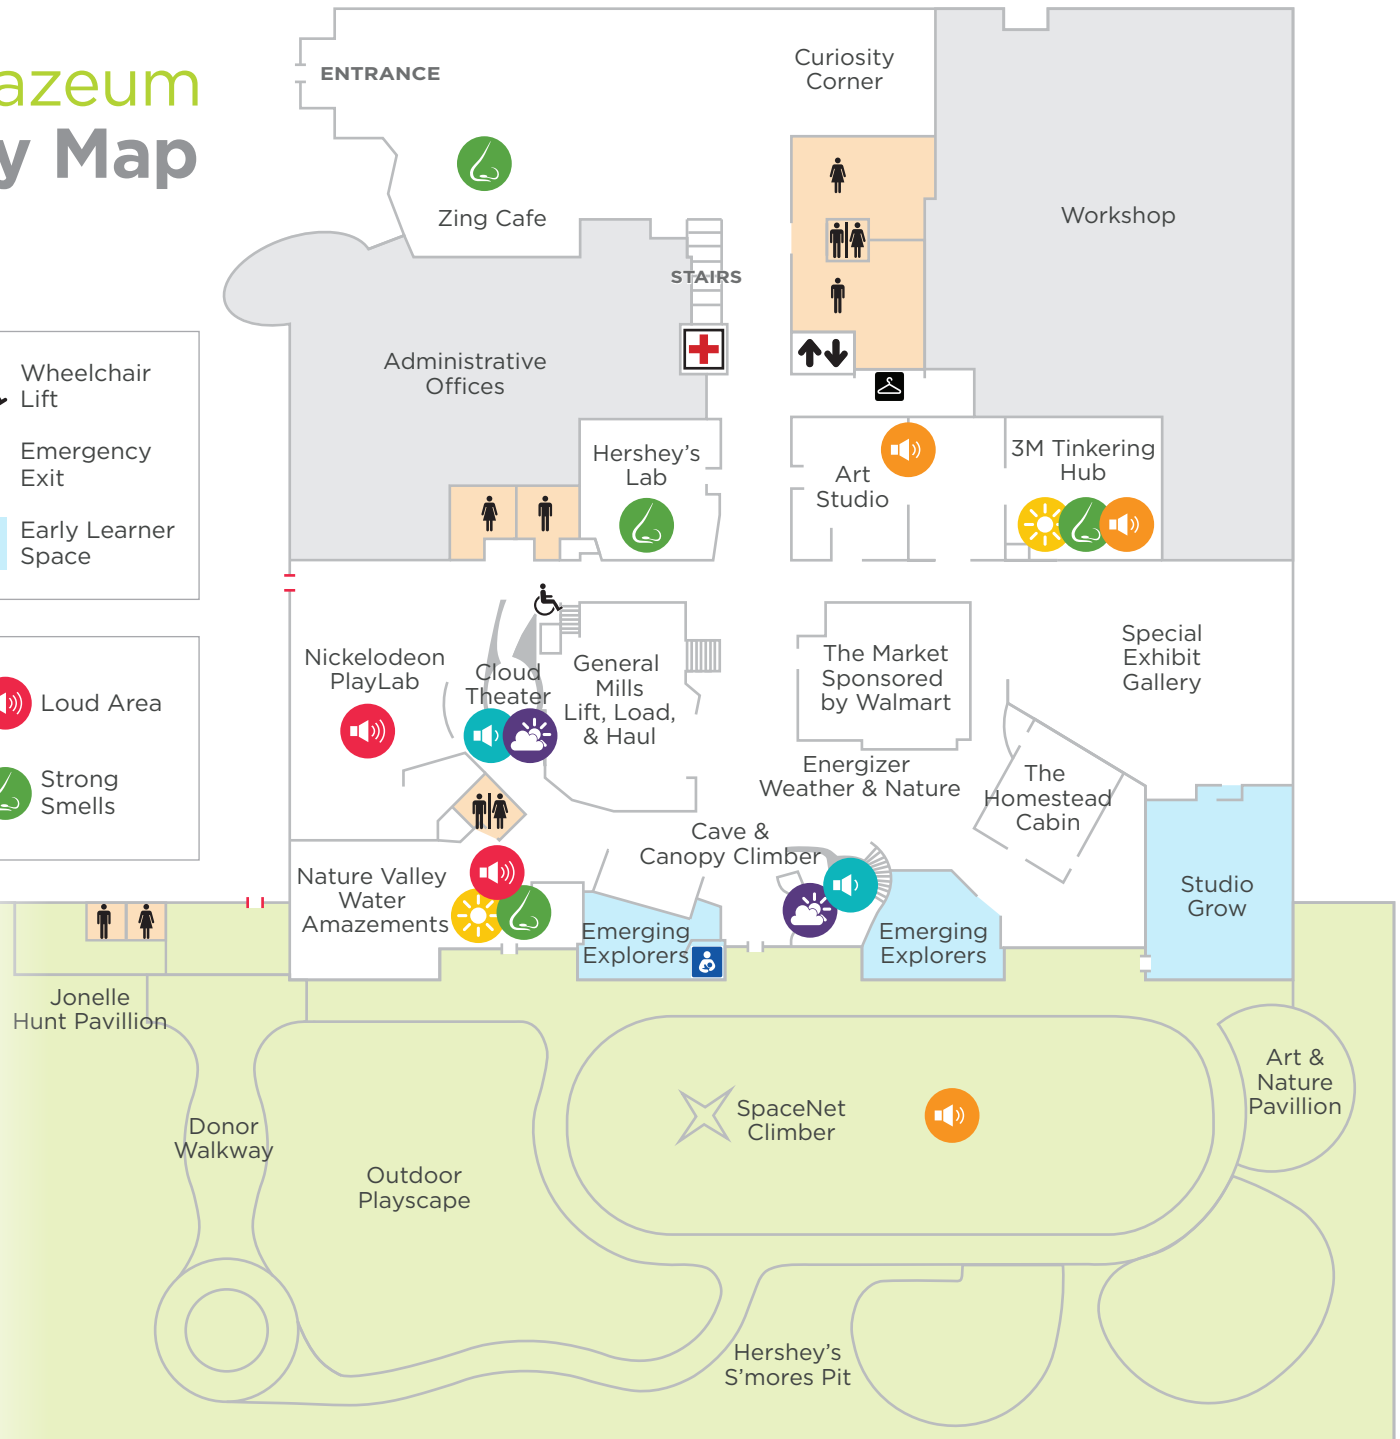 azeum
y Map
ENTRANCE
Curiosity
Corner
Zing Cafe
Workshop
STAIRS
Administrative
Offices
Wheelchair
Lift
Emergency
Exit
Early Learner
Space
Hershey's
Lab
Art
Studio
3M Tinkering
Hub
Loud Area
Strong
Smells
Nickelodeon
PlayLab
Cloud
Theater
General
Mills
Lift, Load,
& Haul
The Market
Sponsored
by Walmart
Special
Exhibit
Gallery
Energizer
Weather & Nature
The
Homestead
Cabin
Cave &
Canopy Climber
Nature Valley
Water
Amazements
Emerging
Explorers
Emerging
Explorers
Studio
Grow
Jonelle
Hunt Pavillion
Donor
Walkway
Outdoor
Playscape
SpaceNet
Climber
Art &
Nature
Pavillion
Hershey's
S'mores Pit